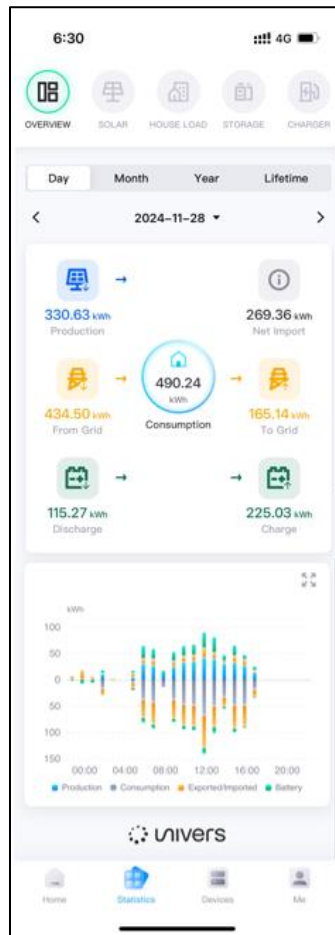 6:30
4G
OVERVIEW SOLAR HOUSE LOAD STORAGE CHARGER
Day Month Year Lifetime
< 2024-11-28 >
330.63 kWh
Production
269.36 kWh
Net Import
434.50 kWh
From Grid
490.24
kWh
Consumption
165.14 kWh
To Grid
115.27 kWh
Discharge
225.03 kWh
Charge
kWh
100
50
0
50
100
150
00:00 04:00 08:00 12:00 16:00 20:00
Production Consumption Exported/Imported Battery
univers
Home Statistics Devices Me